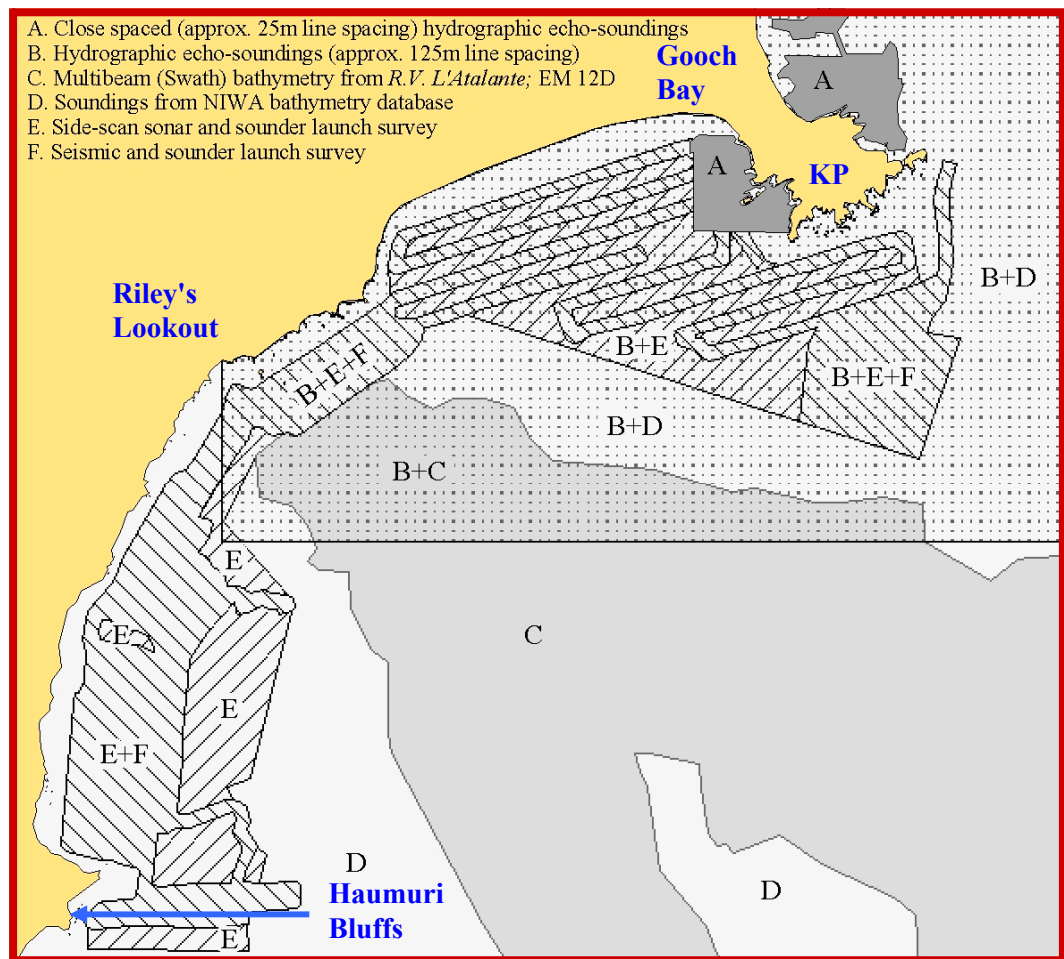 A. Close spaced (approx. 25m line spacing) hydrographic echo-soundings
B. Hydrographic echo-soundings (approx. 125m line spacing)
C. Multibeam (Swath) bathymetry from R.V. L'Atalante; EM 12D
D. Soundings from NIWA bathymetry database
E. Side-scan sonar and sounder launch survey
F. Seismic and sounder launch survey
Gooch
Bay
A
A
KP
B+D
Riley's
Lookout
B+E
B+E+F
B+E+F
B+D
B+C
E
E
C
E
E+F
D
D
Haumuri
Bluffs
E